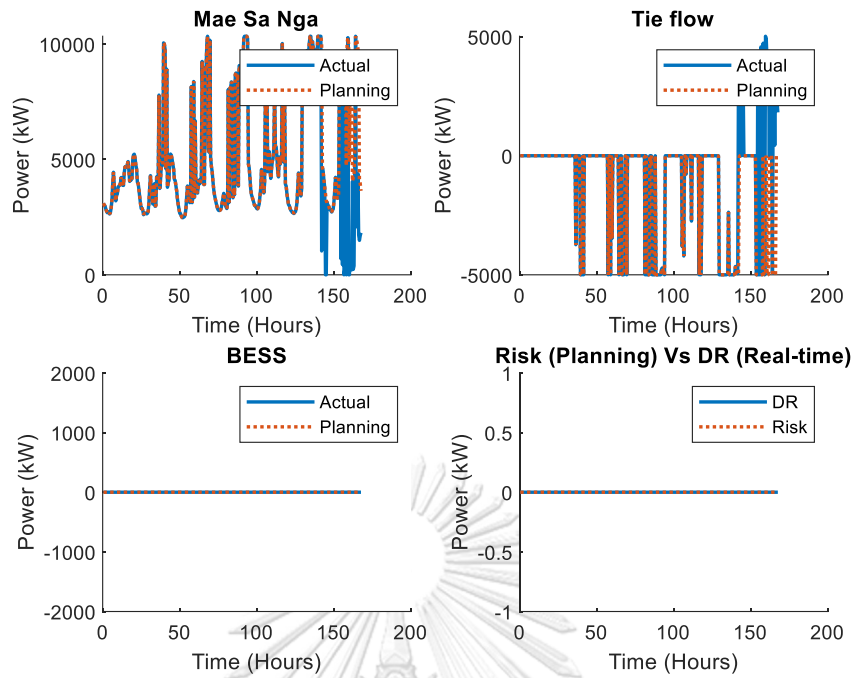 Mae Sa Nga
10000
5000
0
Power (kW)
Actual
Planning
0
50
100
150
200
Time (Hours)
Tie flow
5000
0
-5000
Power (kW)
Actual
Planning
0
50
100
150
200
Time (Hours)
BESS
2000
1000
0
-1000
-2000
Power (kW)
Actual
Planning
0
50
100
150
200
Time (Hours)
Risk (Planning) Vs DR (Real-time)
1
0.5
0
-0.5
-1
Power (kW)
DR
Risk
0
50
100
150
200
Time (Hours)